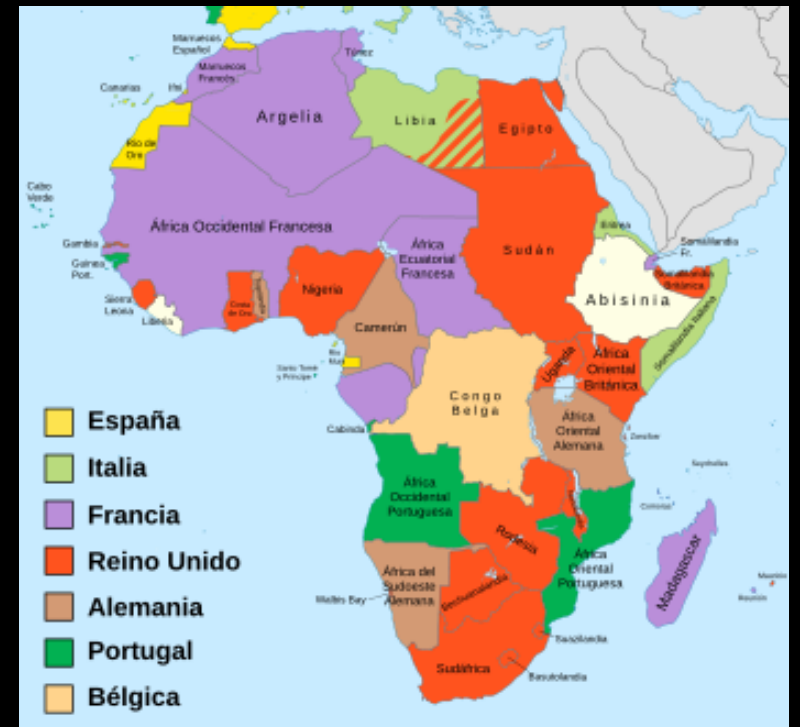 Marruecos
Español
Túnez
Marruecos
Francés
Canarias
Ifni
Argelia
Libia
Egipto
Río de
Oro
Cabo
Verde
África Occidental Francesa
Gambia
Guinea
Port.
África
Ecuatorial
Francesa
Sudán
Eritrea
Somalilandia
Fr.
Somalilandia
Británica
Sierra
Leona
Liberia
Costa
de Oro
Togolandia
Nigeria
Camerún
Abisinia
Somalilandia Italiana
Río
Muni
Santo Tomé
y Príncipe
Uganda
África
Oriental
Británica
Congo
Belga
Cabinda
África
Oriental
Alemana
Zanzíbar
Seychelles
Comoras
África
Occidental
Portuguesa
Rodesia
África
Oriental
Portuguesa
Madagascar
Mauricio
Reunión
África del
Sudoeste
Alemana
Walbis Bay
Bechuanalandia
Suazilandia
Basutolandia
Sudáfrica
España
Italia
Francia
Reino Unido
Alemania
Portugal
Bélgica